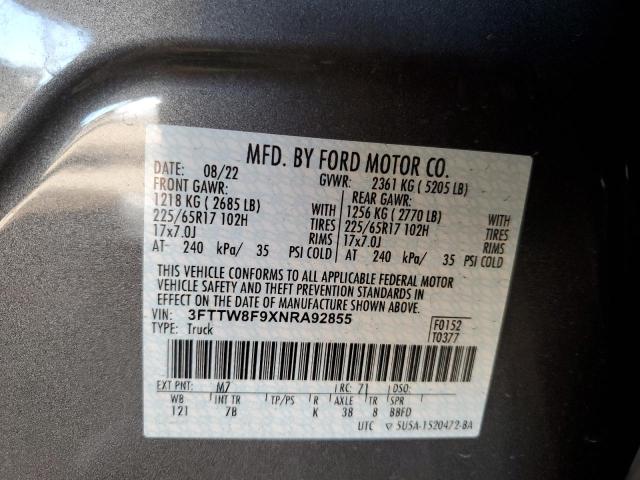 MFD. BY FORD MOTOR CO.
DATE: 08/22 GVWR: 2361 KG ( 5205 LB)
FRONT GAWR: REAR GAWR:
1218 KG ( 2685 LB) WITH 1256 KG ( 2770 LB) WITH
225/65R17 102H TIRES 225/65R17 102H TIRES
17x7.0J RIMS 17x7.0J RIMS
AT 240 kPa/ 35 PSI COLD AT 240 kPa/ 35 PSI COLD
THIS VEHICLE CONFORMS TO ALL APPLICABLE FEDERAL MOTOR
VEHICLE SAFETY AND THEFT PREVENTION STANDARDS IN
EFFECT ON THE DATE OF MANUFACTURE SHOWN ABOVE.
VIN: 3FTTW8F9XNRA92855 F0152
TYPE: Truck T0377
EXT PNT: M7 RC: 71 DSO:
WB INT TR TP/PS R AXLE TR SPR
121 7B K 38 8 BBFD
UTC ▽ 5U5A-1520472-BA